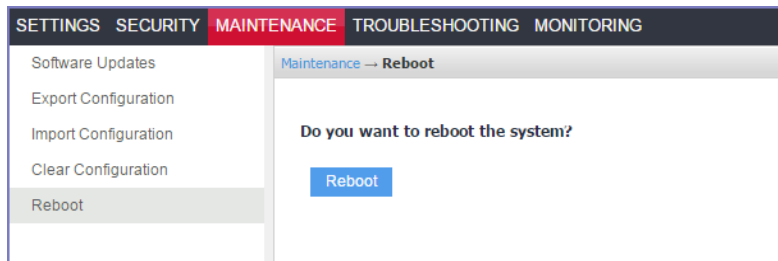 SETTINGS SECURITY MAINTENANCE TROUBLESHOOTING MONITORING
Software Updates
Export Configuration
Import Configuration
Clear Configuration
Reboot
Maintenance → Reboot
Do you want to reboot the system?
Reboot